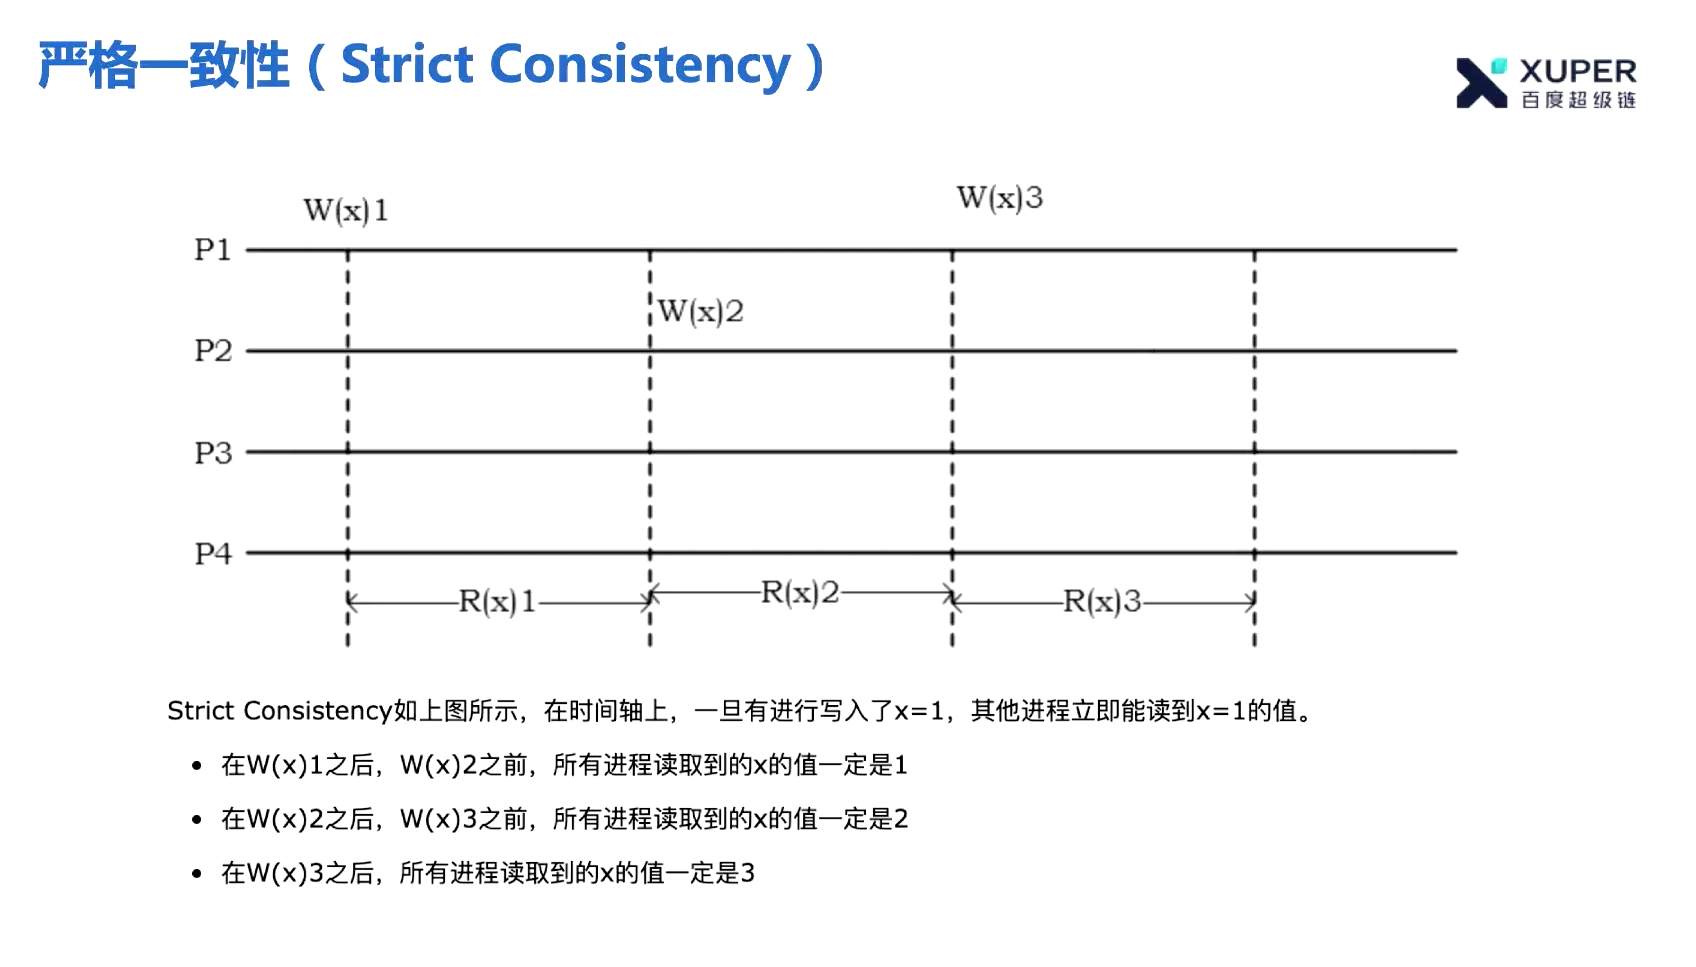 严格一致性（Strict Consistency）
XUPER
百度超级链
W(x)1
W(x)3
P1
W(x)2
P2
P3
P4
R(x)1
R(x)2
R(x)3
Strict Consistency如上图所示，在时间轴上，一旦有进行写入了x=1，其他进程立即能读到x=1的值。
• 在W(x)1之后，W(x)2之前，所有进程读取到的x的值一定是1
• 在W(x)2之后，W(x)3之前，所有进程读取到的x的值一定是2
• 在W(x)3之后，所有进程读取到的x的值一定是3